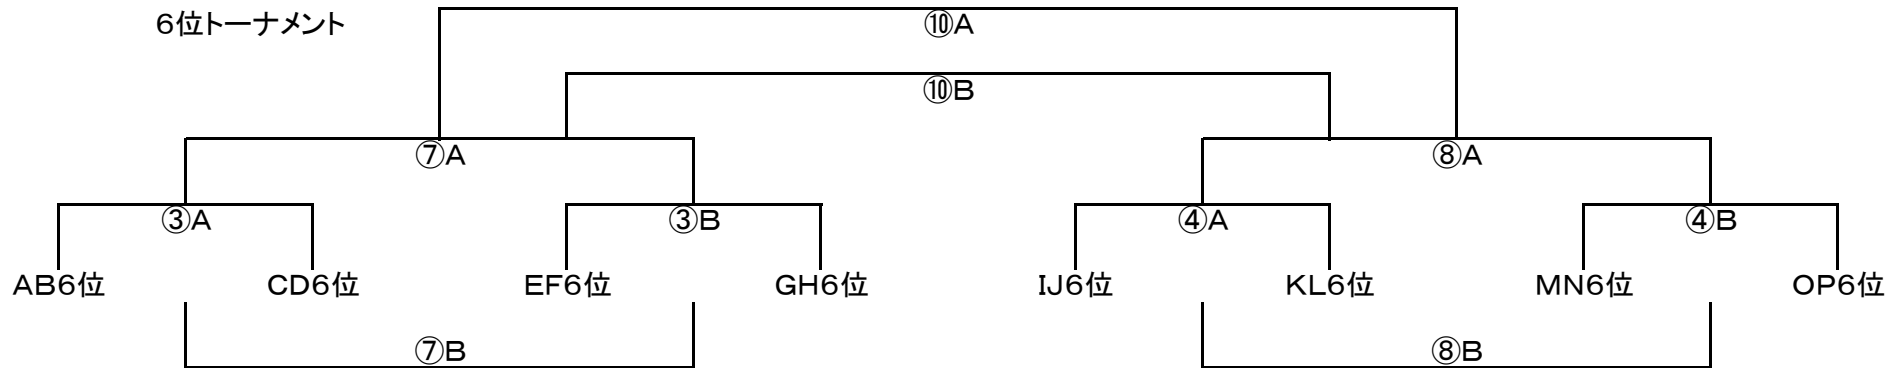 6位トーナメント
⑩A
⑩B
⑦A
⑧A
③A
③B
④A
④B
AB6位
CD6位
EF6位
GH6位
IJ6位
KL6位
MN6位
OP6位
⑦B
⑧B